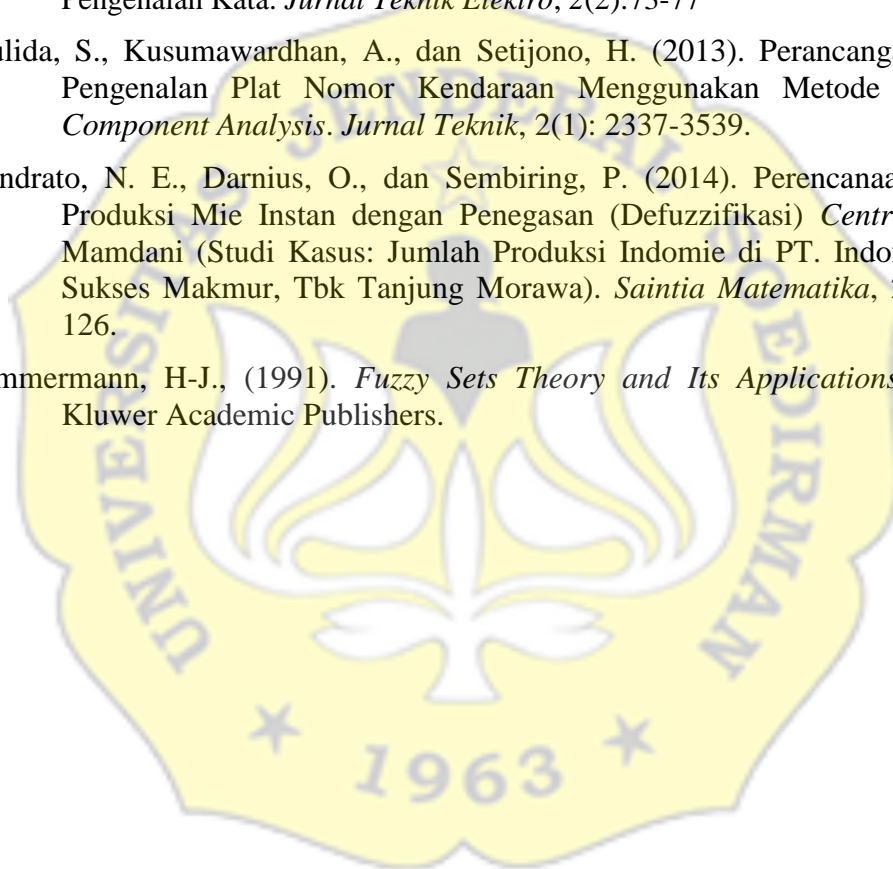 Pengenalan Kata. Jurnal Teknik Elektro, 2(2):73-77
ulida, S., Kusumawardhan, A., dan Setijono, H. (2013). Perancang
Pengenalan Plat Nomor Kendaraan Menggunakan Metode
Component Analysis. Jurnal Teknik, 2(1): 2337-3539.
ndrato, N. E., Darnius, O., dan Sembiring, P. (2014). Perencanaa
Produksi Mie Instan dengan Penegasan (Defuzzifikasi) Centr
Mamdani (Studi Kasus: Jumlah Produksi Indomie di PT. Indo
Sukses Makmur, Tbk Tanjung Morawa). Saintia Matematika,
126.
mmermann, H-J., (1991). Fuzzy Sets Theory and Its Applications
Kluwer Academic Publishers.
UNIVERSITAS JENDERAL SOEDIRMAN
1963